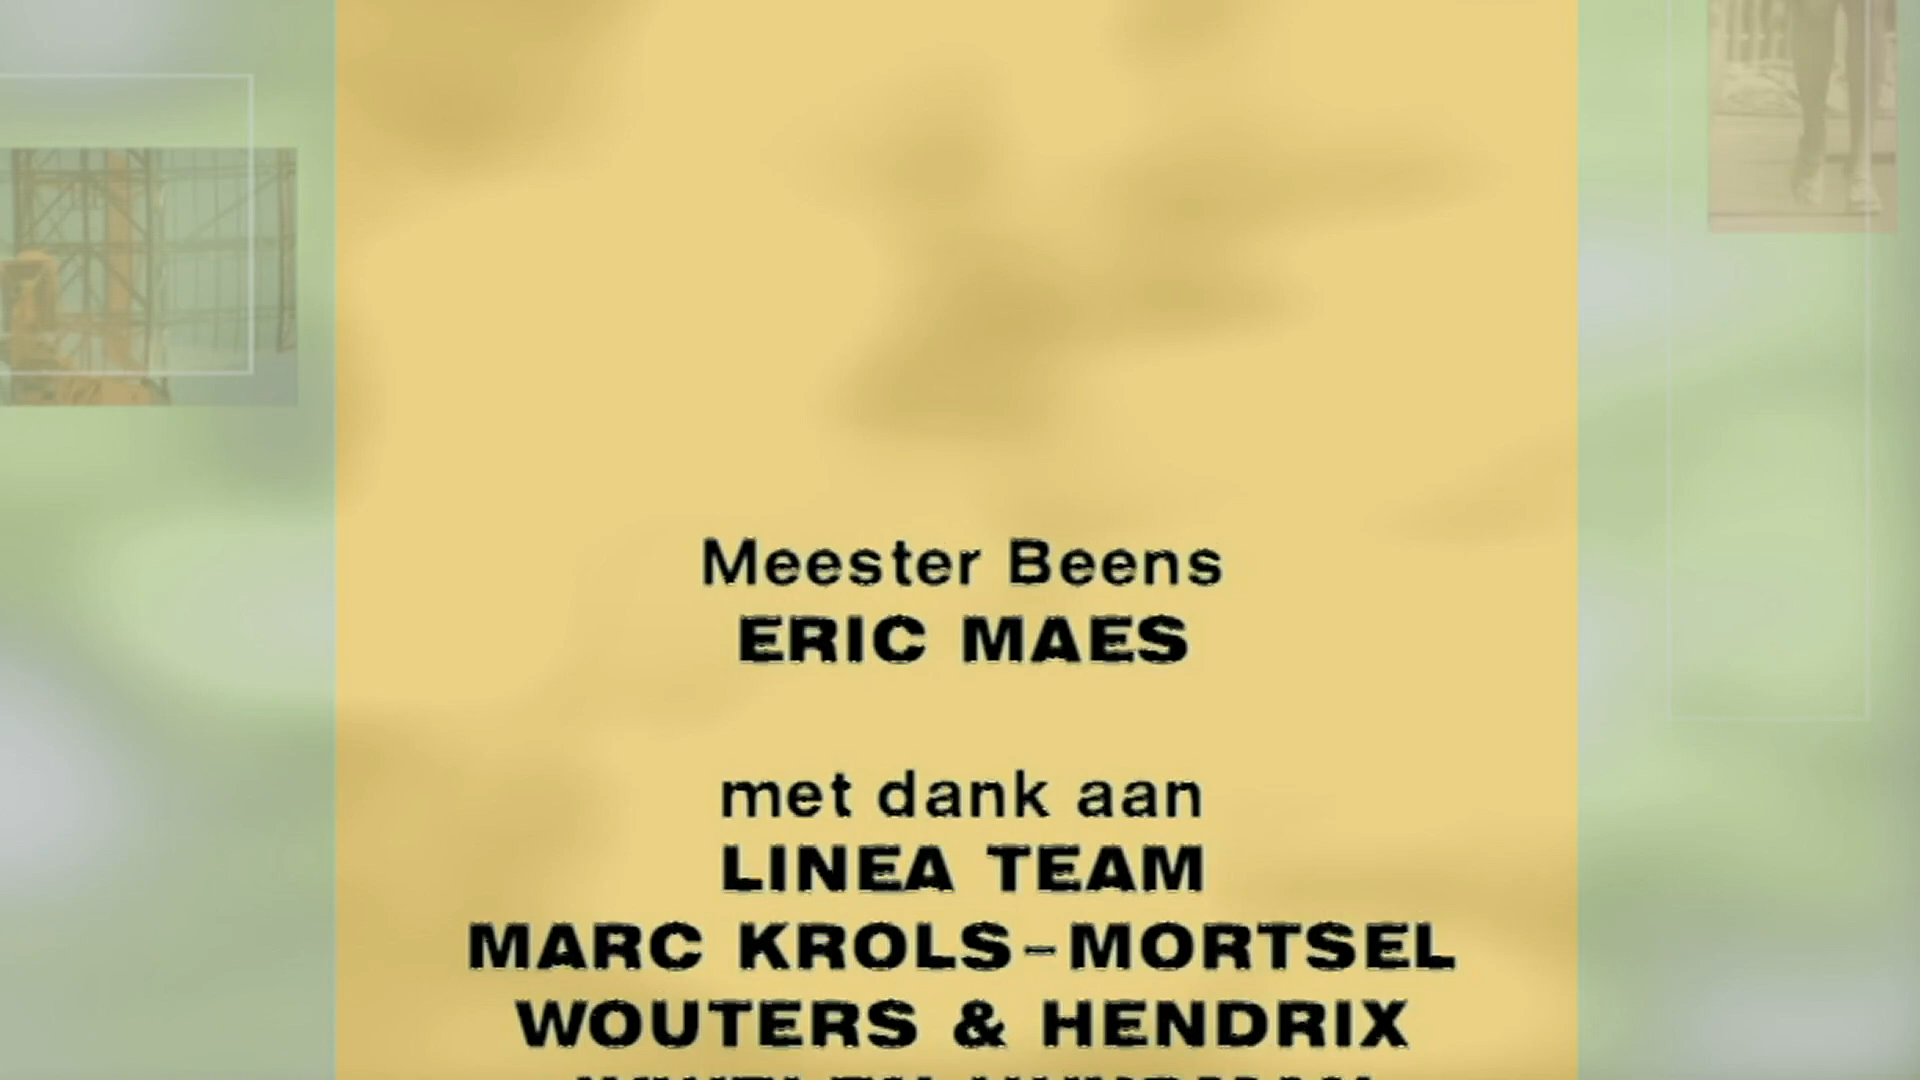 Meester Beens
ERIC MAES
met dank aan
LINEA TEAM
MARC KROLS-MORTSEL
WOUTERS & HENDRIX